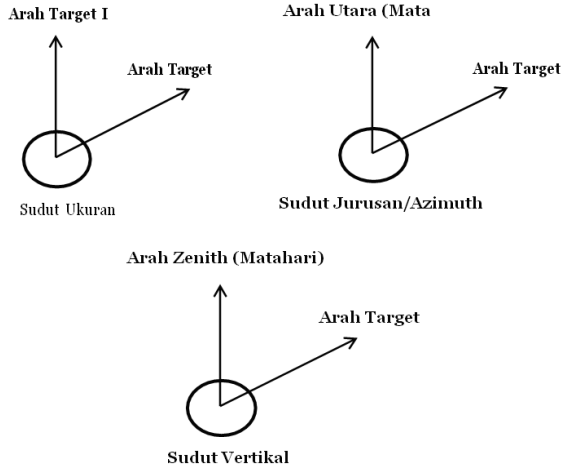 Arah Target I
Arah Target
Sudut Ukuran
Arah Utara (Mata
Arah Target
Sudut Jurusan/Azimuth
Arah Zenith (Matahari)
Arah Target
Sudut Vertikal